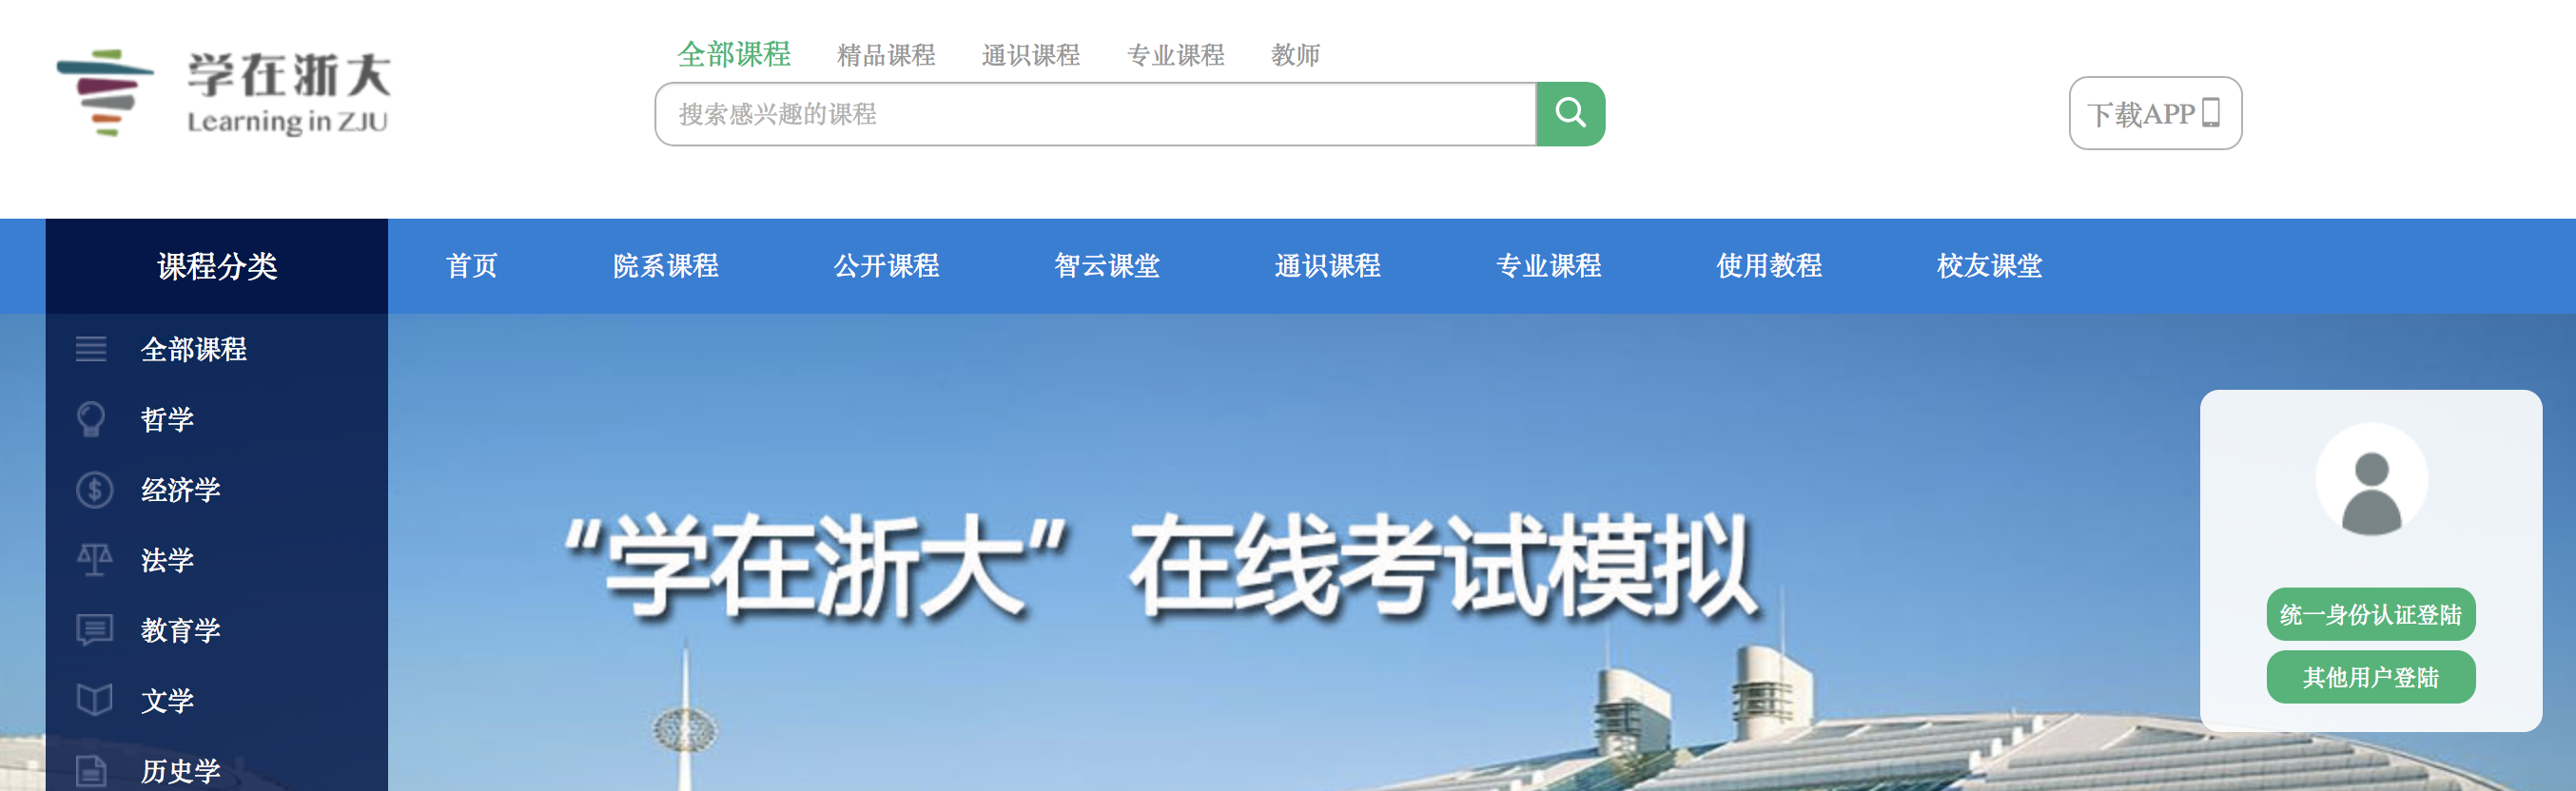 学在浙大
Learning in ZJU
全部课程 精品课程 通识课程 专业课程 教师
搜索感兴趣的课程
下载APP
课程分类 首页 院系课程 公开课程 智云课堂 通识课程 专业课程 使用教程 校友课堂
全部课程
哲学
经济学
法学
教育学
文学
历史学
“学在浙大” 在线考试模拟
统一身份认证登陆
其他用户登陆